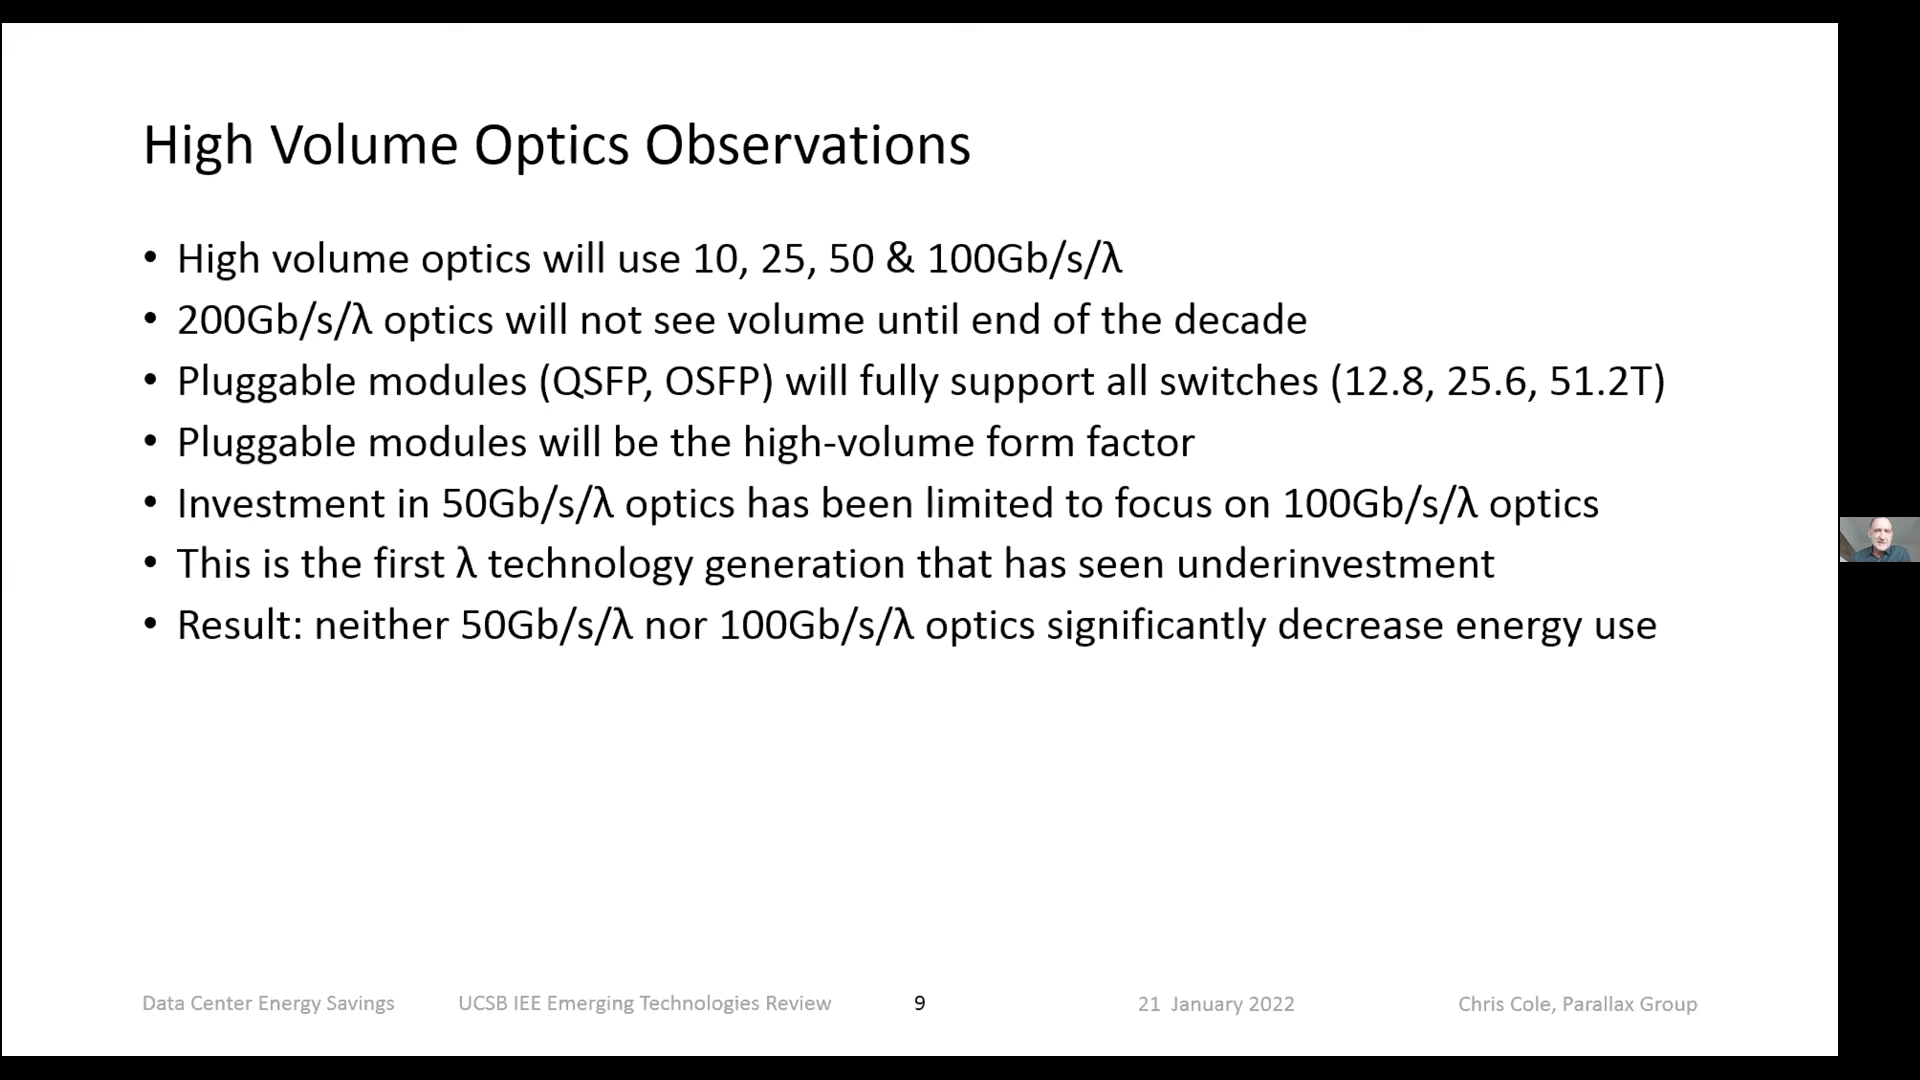 High Volume Optics Observations
• High volume optics will use 10, 25, 50 & 100Gb/s/λ
• 200Gb/s/λ optics will not see volume until end of the decade
• Pluggable modules (QSFP, OSFP) will fully support all switches (12.8, 25.6, 51.2T)
• Pluggable modules will be the high-volume form factor
• Investment in 50Gb/s/λ optics has been limited to focus on 100Gb/s/λ optics
• This is the first λ technology generation that has seen underinvestment
• Result: neither 50Gb/s/λ nor 100Gb/s/λ optics significantly decrease energy use
Data Center Energy Savings UCSB IEE Emerging Technologies Review 9 21 January 2022 Chris Cole, Parallax Group